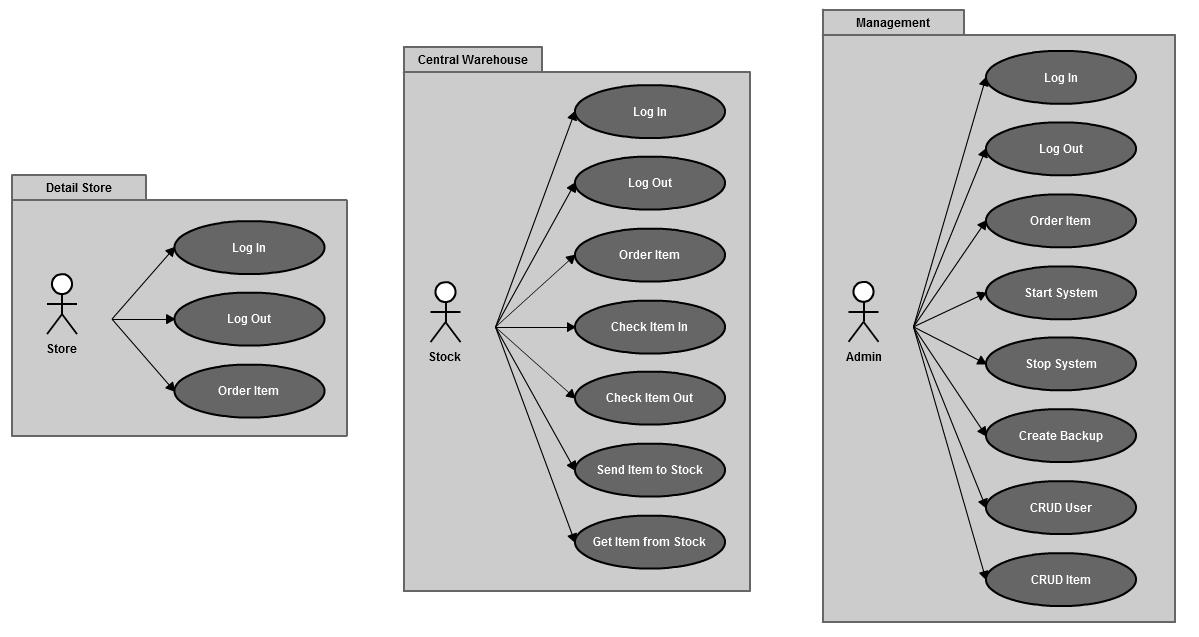 Detail Store
Store
Log In
Log Out
Order Item
Central Warehouse
Stock
Log In
Log Out
Order Item
Check Item In
Check Item Out
Send Item to Stock
Get Item from Stock
Management
Admin
Log In
Log Out
Order Item
Start System
Stop System
Create Backup
CRUD User
CRUD Item